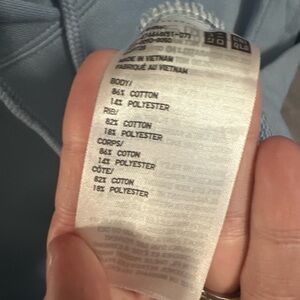 MADE IN VIETNAM
FABRIQUÉ AU VIETNAM
BODY/
86% COTTON
14% POLYESTER
RIB/
82% COTTON
18% POLYESTER
CORPS/
86% COTON
14% POLYESTER
CÔTE/
82% COTON
18% POLYESTER